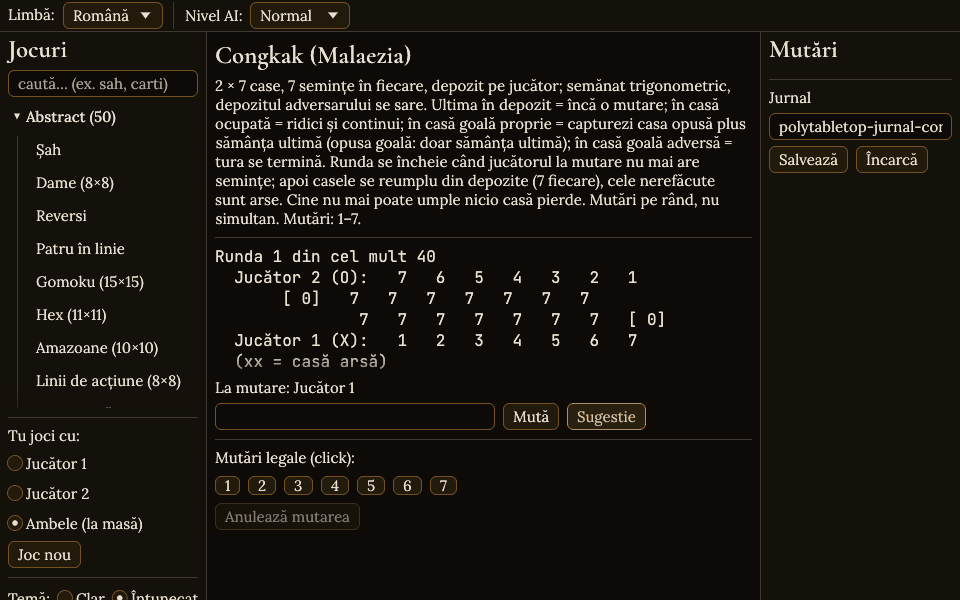 Limbă: Română Nivel AI: Normal
Jocuri
caută... (ex. sah, carti)
Abstract (50)
Șah
Dame (8×8)
Reversi
Patru în linie
Gomoku (15×15)
Hex (11×11)
Amazoane (10×10)
Linii de acțiune (8×8)
Tu joci cu:
Jucător 1
Jucător 2
Ambele (la masă)
Joc nou
Temă: Clar Întunecat
Congkak (Malaezia)
2 × 7 case, 7 semințe în fiecare, depozit pe jucător; semănat trigonometric,
depozitul adversarului se sare. Ultima în depozit = încă o mutare; în casă
ocupată = ridici și continui; în casă goală proprie = capturezi casa opusă plus
sămânța ultimă (opusa goală: doar sămânța ultimă); în casă goală adversă =
tura se termină. Runda se încheie când jucătorul la mutare nu mai are
semințe; apoi casele se reumplu din depozite (7 fiecare), cele nerefăcute
sunt arse. Cine nu mai poate umple nicio casă pierde. Mutări pe rând, nu
simultan. Mutări: 1–7.
Runda 1 din cel mult 40
Jucător 2 (O): 7 6 5 4 3 2 1
[ 0] 7 7 7 7 7 7 7
7 7 7 7 7 7 7 [ 0]
Jucător 1 (X): 1 2 3 4 5 6 7
(xx = casă arsă)
La mutare: Jucător 1
Mută Sugestie
Mutări legale (click):
1 2 3 4 5 6 7
Anulează mutarea
Mutări
Jurnal
polytabletop-jurnal-cor
Salvează Încarcă